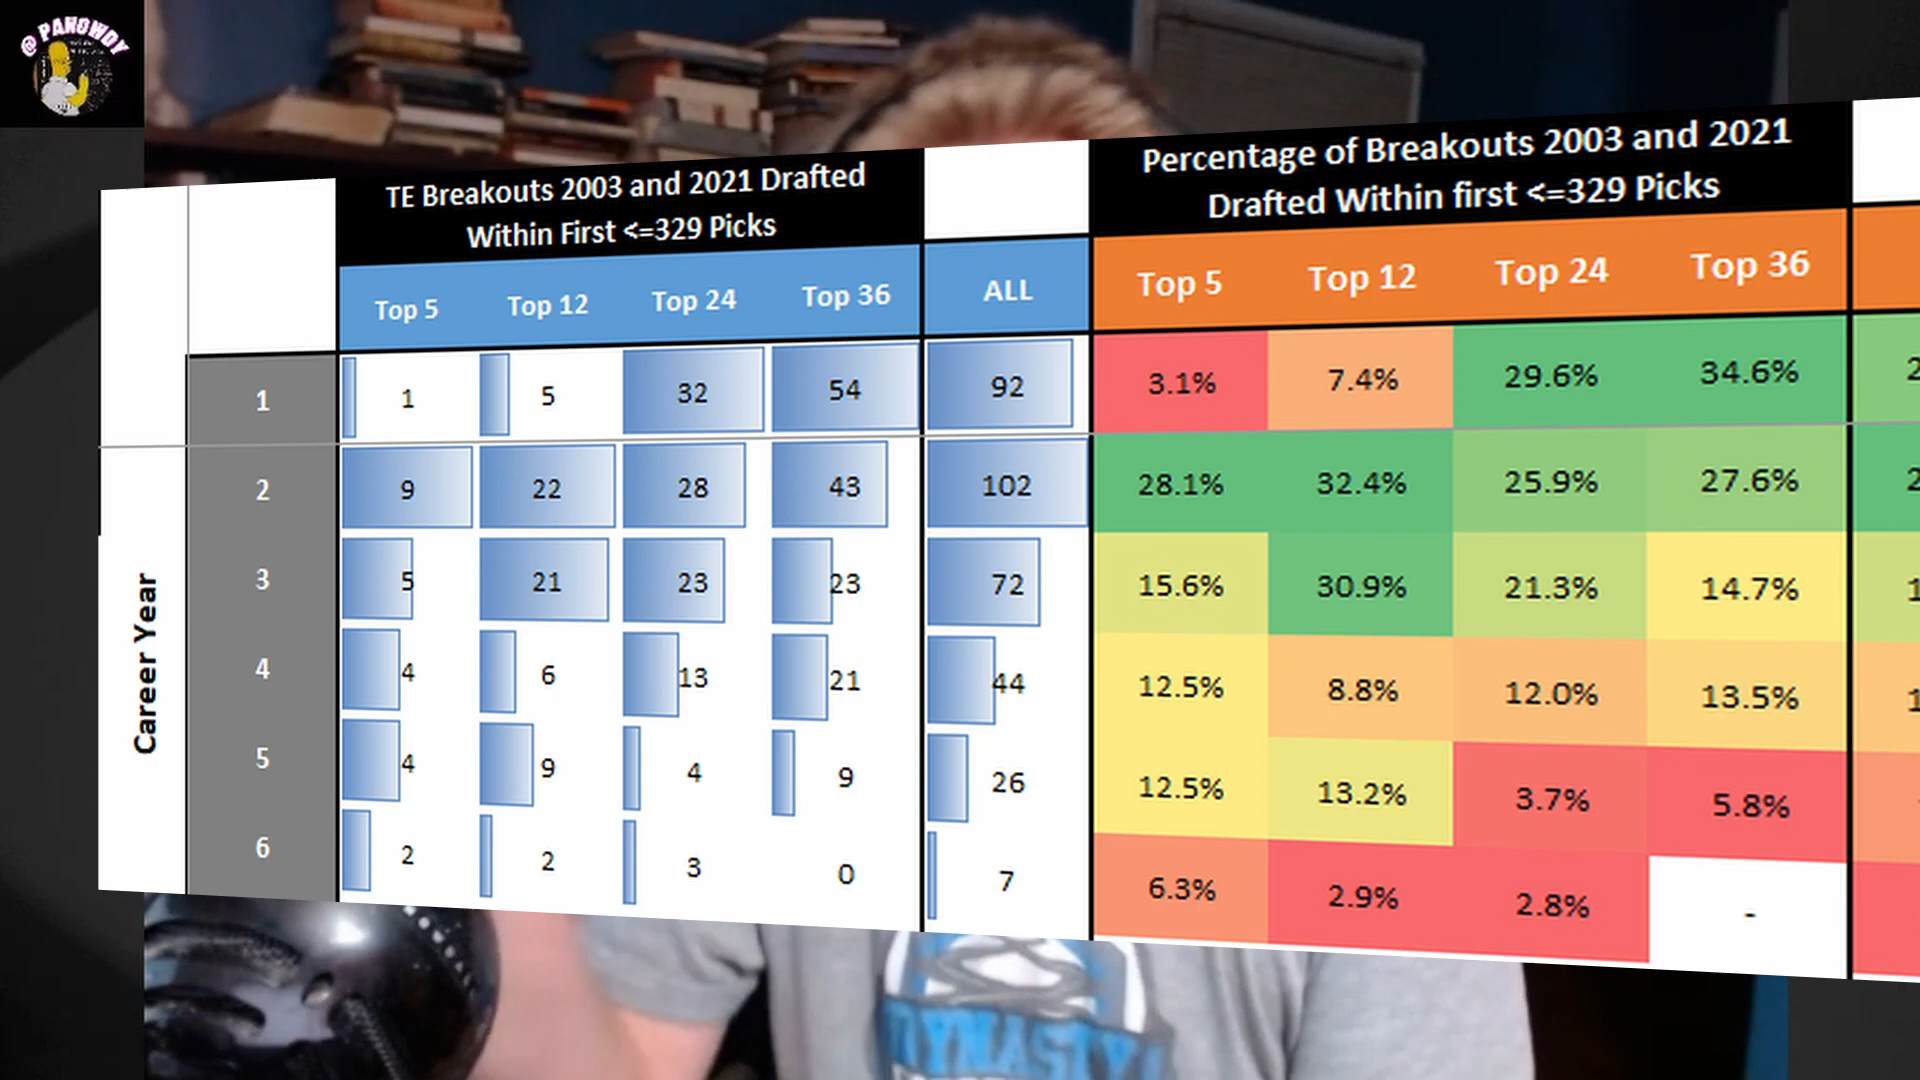 @ PANOWDY
TE Breakouts 2003 and 2021 Drafted
Within First <=329 Picks
Percentage of Breakouts 2003 and 2021
Drafted Within first <=329 Picks
Top 5 Top 12 Top 24 Top 36 ALL Top 5 Top 12 Top 24 Top 36
Career Year
1 1 5 32 54 92 3.1% 7.4% 29.6% 34.6% 2
2 9 22 28 43 102 28.1% 32.4% 25.9% 27.6% 2
3 5 21 23 23 72 15.6% 30.9% 21.3% 14.7% 1
4 4 6 13 21 44 12.5% 8.8% 12.0% 13.5% 1
5 4 9 4 9 26 12.5% 13.2% 3.7% 5.8%
6 2 2 3 0 7 6.3% 2.9% 2.8% -
DYNASTY